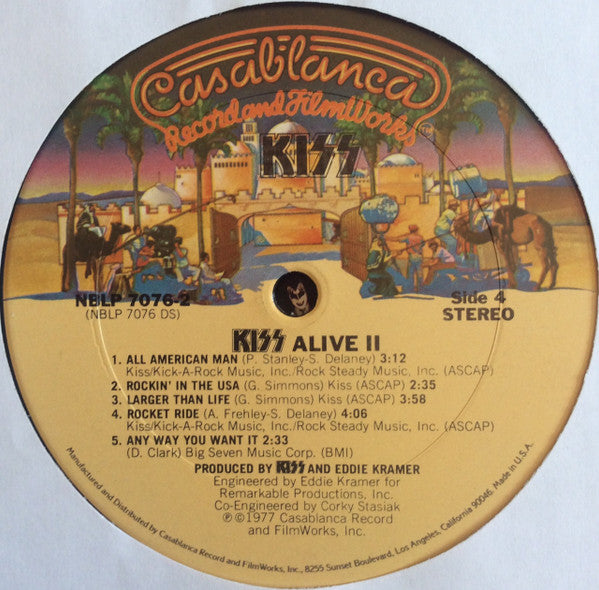 Casablanca
Record and FilmWorks
TM
KISS
NBLP 7076-2
(NBLP 7076 DS)
Side 4
STEREO
KISS ALIVE II
1. ALL AMERICAN MAN (P. Stanley-S. Delaney) 3:12
Kiss/Kick-A-Rock Music, Inc./Rock Steady Music, Inc. (ASCAP)
2. ROCKIN' IN THE USA (G. Simmons) Kiss (ASCAP) 2:35
3. LARGER THAN LIFE (G. Simmons) Kiss (ASCAP) 3:58
4. ROCKET RIDE (A. Frehley-S. Delaney) 4:06
Kiss/Kick-A-Rock Music, Inc./Rock Steady Music, Inc. (ASCAP)
5. ANY WAY YOU WANT IT 2:33
(D. Clark) Big Seven Music Corp. (BMI)
PRODUCED BY KISS AND EDDIE KRAMER
Engineered by Eddie Kramer for
Remarkable Productions, Inc.
Co-Engineered by Corky Stasiak
℗©1977 Casablanca Record
and FilmWorks, Inc.
Manufactured and Distributed by Casablanca Record and FilmWorks, Inc., 8255 Sunset Boulevard, Los Angeles, California 90046. Made in U.S.A.